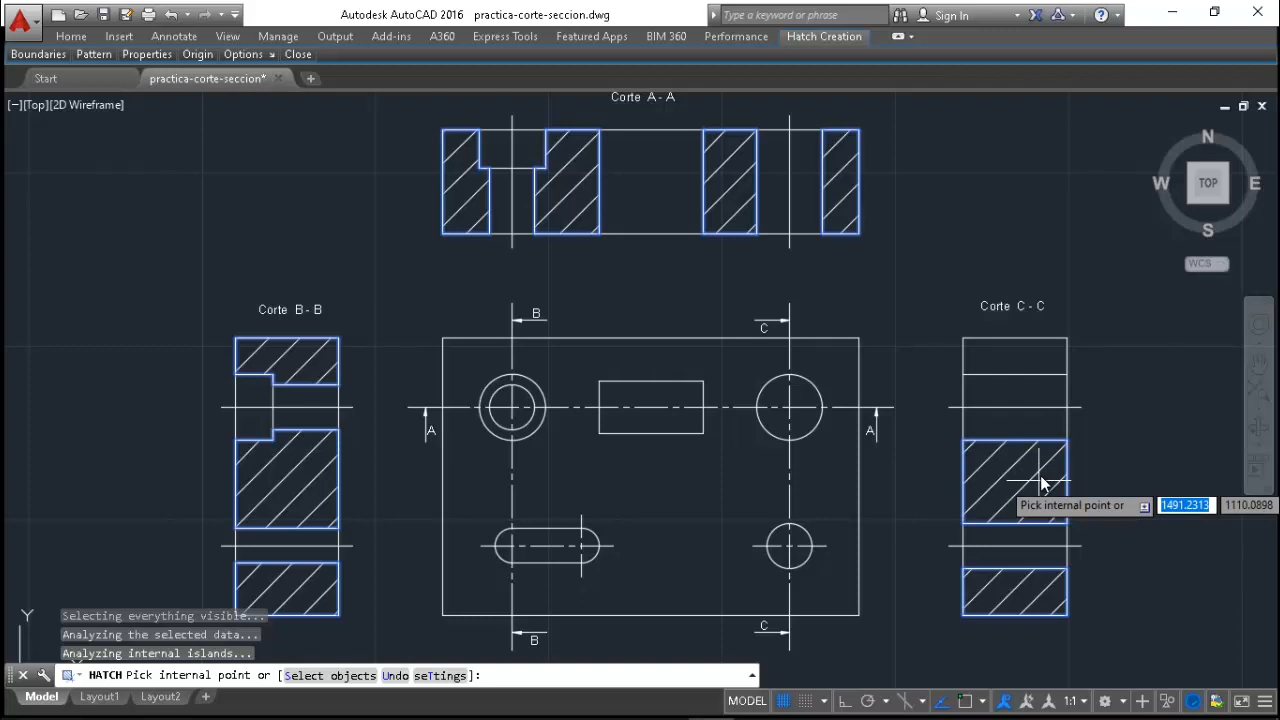 Autodesk AutoCAD 2016 practica-corte-seccion.dwg
Type a keyword or phrase
Sign In
Home Insert Annotate View Manage Output Add-ins A360 Express Tools Featured Apps BIM 360 Performance Hatch Creation
Boundaries Pattern Properties Origin Options Close
Start practica-corte-seccion*
[−][Top][2D Wireframe]
Corte A - A
N
W TOP E
S
WCS
Corte B - B
Corte C - C
B
C
A
A
Pick internal point or 1491.2313 1110.0898
B
C
Y
Selecting everything visible...
Analyzing the selected data...
Analyzing internal islands...
HATCH Pick internal point or [Select objects Undo seTtings]:
Model Layout1 Layout2
MODEL 1:1